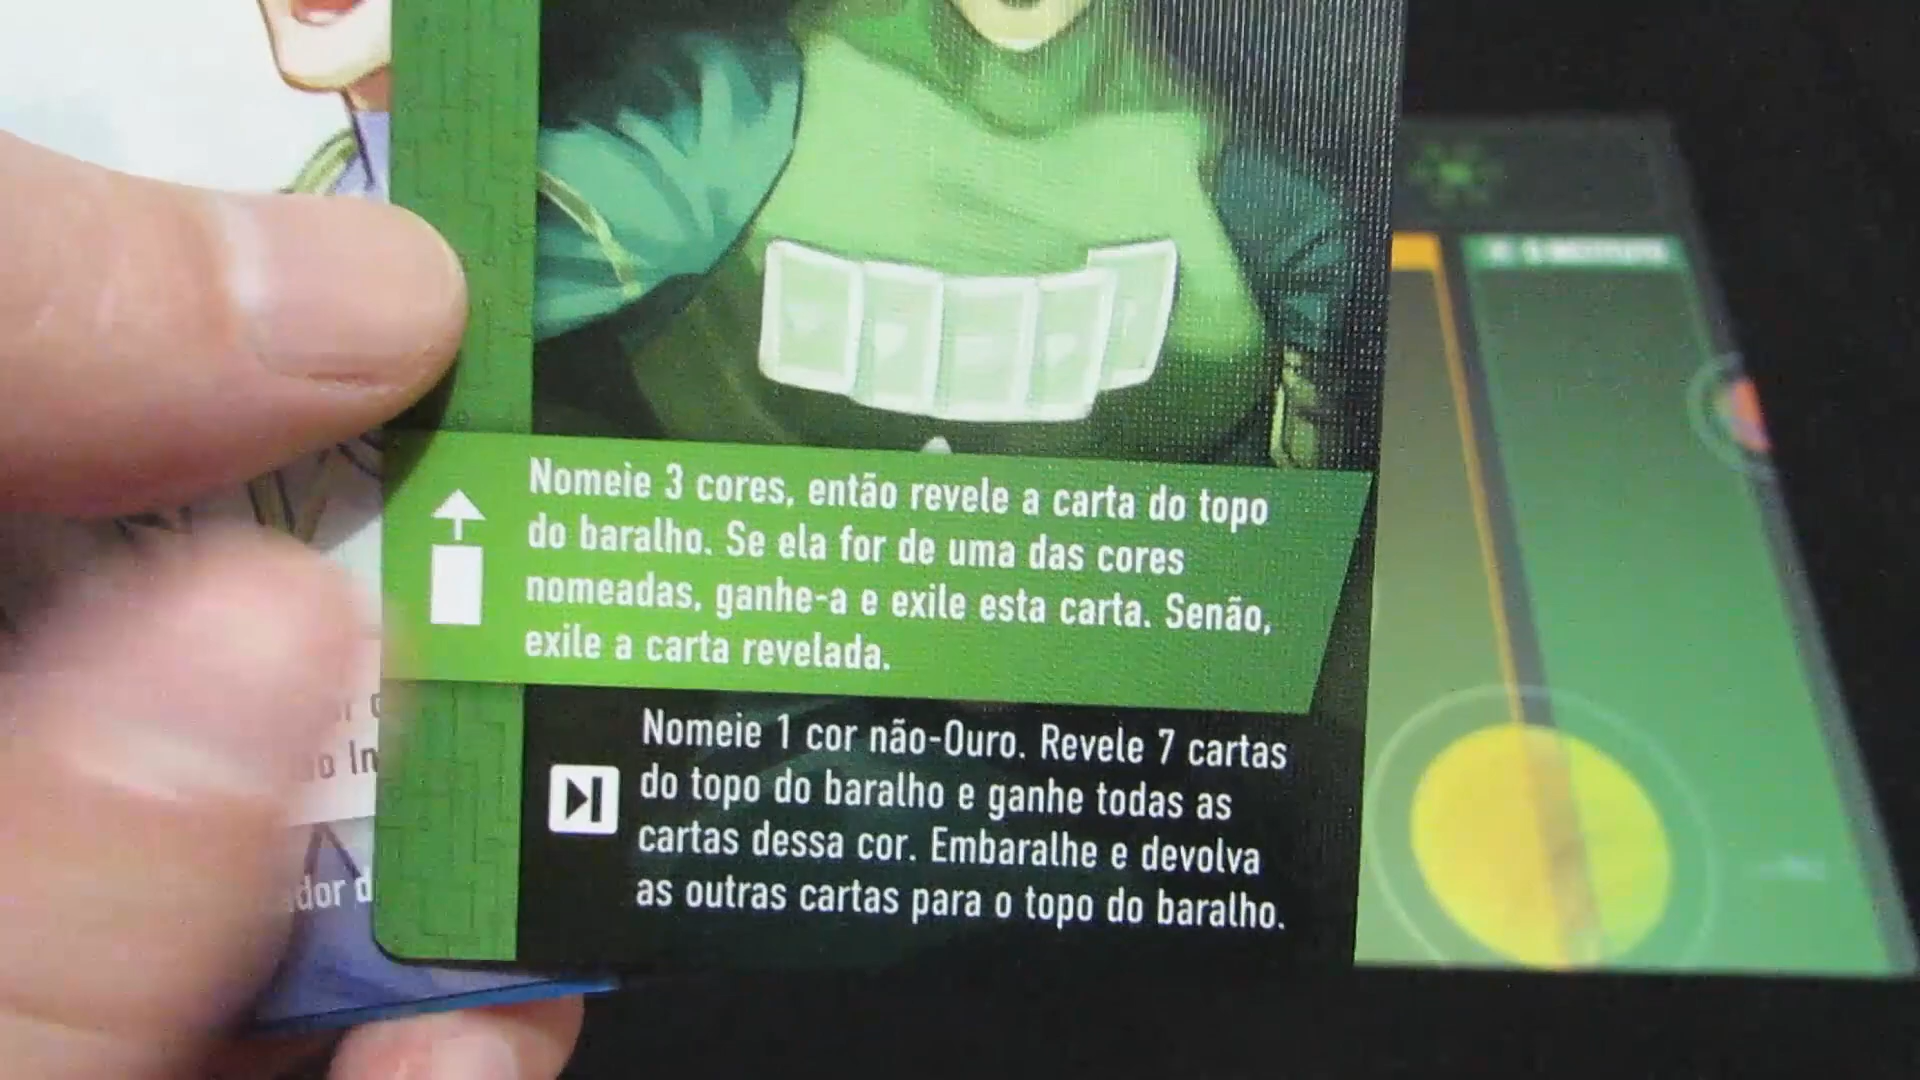 Nomeie 3 cores, então revele a carta do topo
do baralho. Se ela for de uma das cores
nomeadas, ganhe-a e exile esta carta. Senão,
exile a carta revelada.
Nomeie 1 cor não-Ouro. Revele 7 cartas
do topo do baralho e ganhe todas as
cartas dessa cor. Embaralhe e devolva
as outras cartas para o topo do baralho.